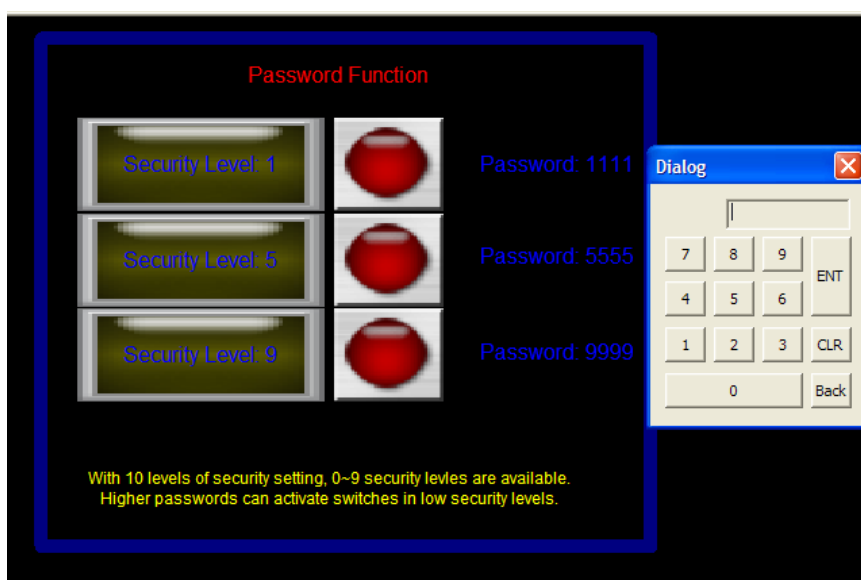 Password Function
Security Level: 1
Password: 1111
Security Level: 5
Password: 5555
Security Level: 9
Password: 9999
With 10 levels of security setting, 0~9 security levles are available.
Higher passwords can activate switches in low security levels.
Dialog
7 8 9
ENT
4 5 6
1 2 3 CLR
0 Back